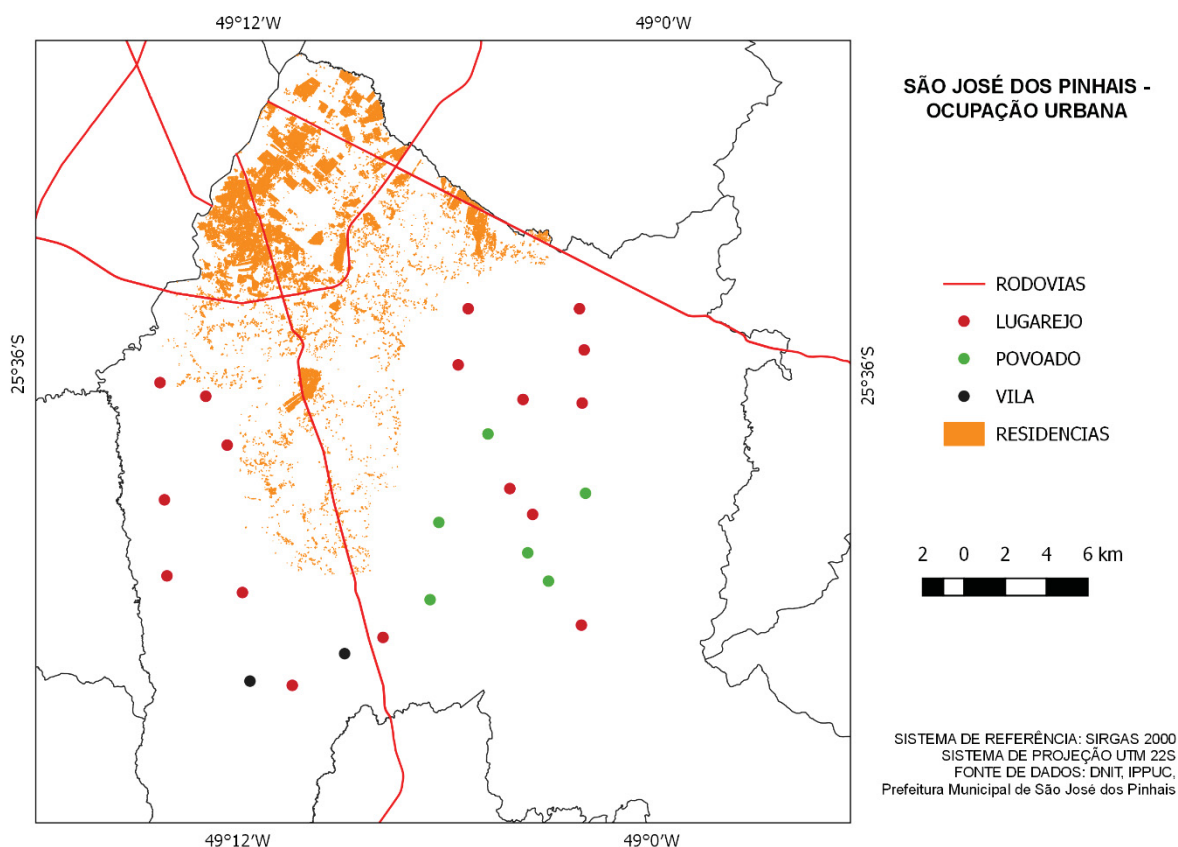 49°12'W
49°0'W
SÃO JOSÉ DOS PINHAIS -
OCUPAÇÃO URBANA
RODOVIAS
LUGAREJO
25°36'S
25°36'S
POVOADO
VILA
RESIDENCIAS
2 0 2 4 6 km
SISTEMA DE REFERÊNCIA: SIRGAS 2000
SISTEMA DE PROJEÇÃO UTM 22S
FONTE DE DADOS: DNIT, IPPUC,
Prefeitura Municipal de São José dos Pinhais
49°12'W
49°0'W